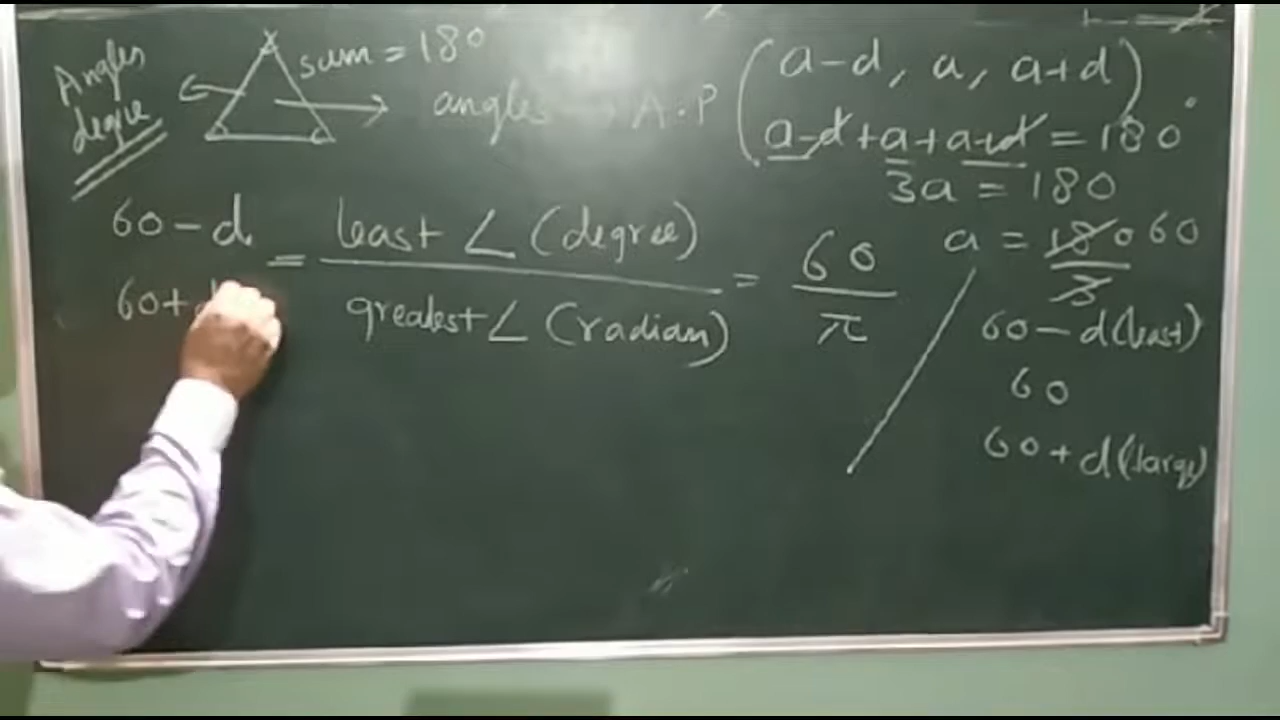 Angles
degree
sum = 180
angles → A.P
(a-d, a, a+d)
a-d+a+a+d = 180°
3a = 180
a = 180 60
3
60-d (least)
60
60+d (large)
60-d = least ∠ (degree) = 60
60+d greatest ∠ (radian) π